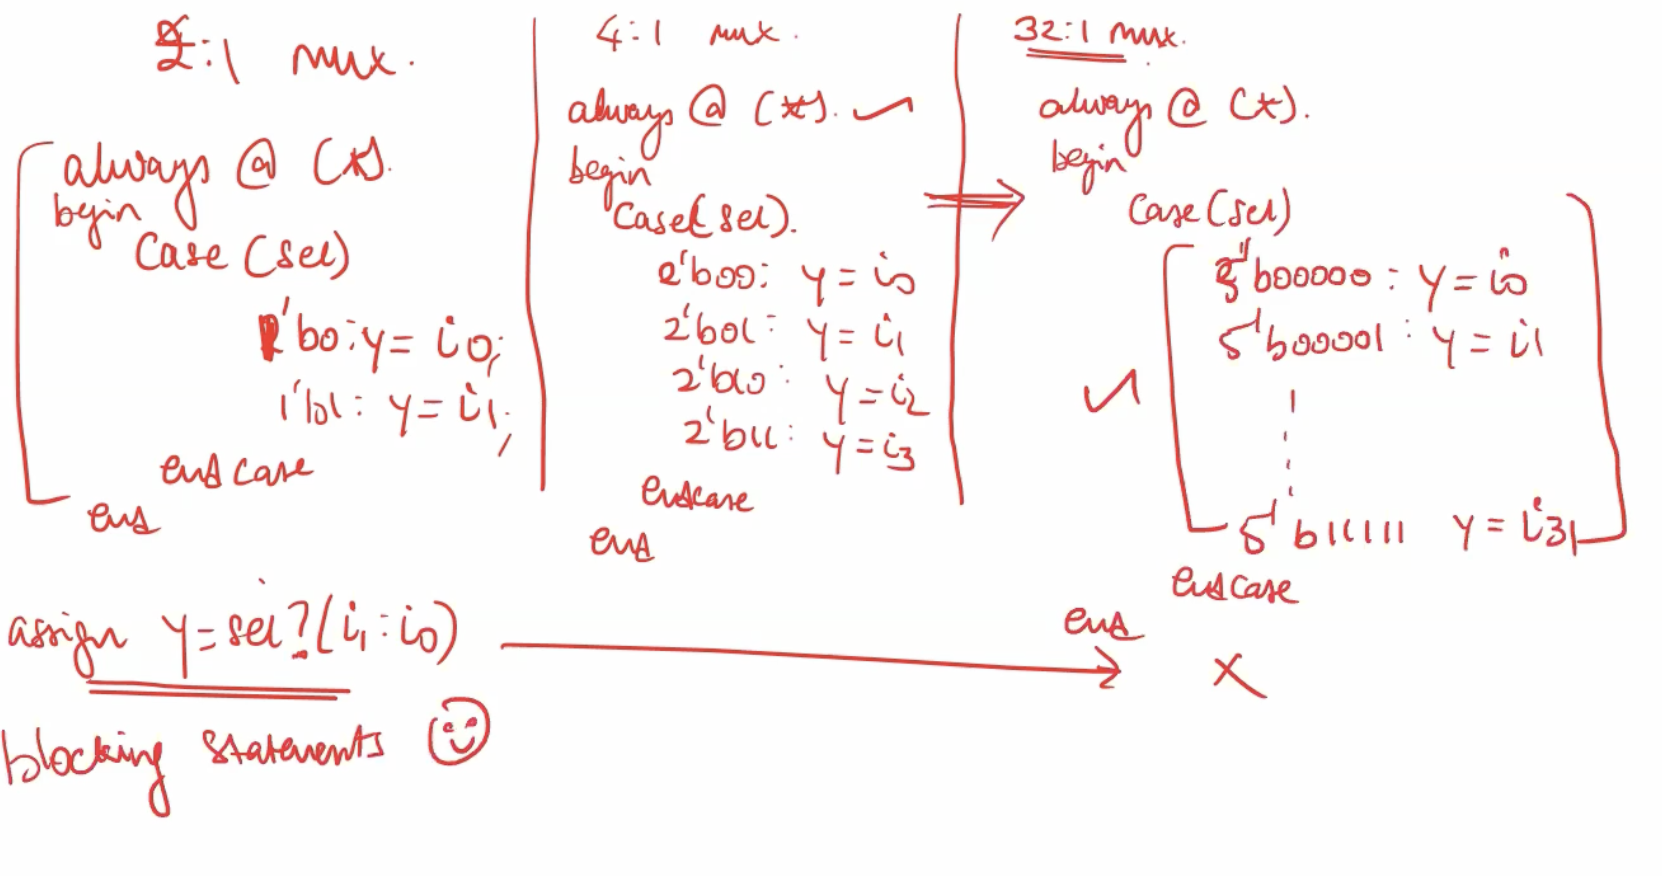 2:1 mux.
always @ (*).
begin
Case (sel)
1'b0: y = i0;
1'b1: y = i1;
endcase
end
assign y = sel? (i1 : i0)
blocking statements
4:1 mux.
always @ (*).
begin
Case (sel).
2'b00: y = i0
2'b01: y = i1
2'b10: y = i2
2'b11: y = i3
endcase
end
32:1 mux.
always @ (*).
begin
Case (sel)
5'b00000: y = i0
5'b00001: y = i1
5'b11111 y = i31
endcase
end
X